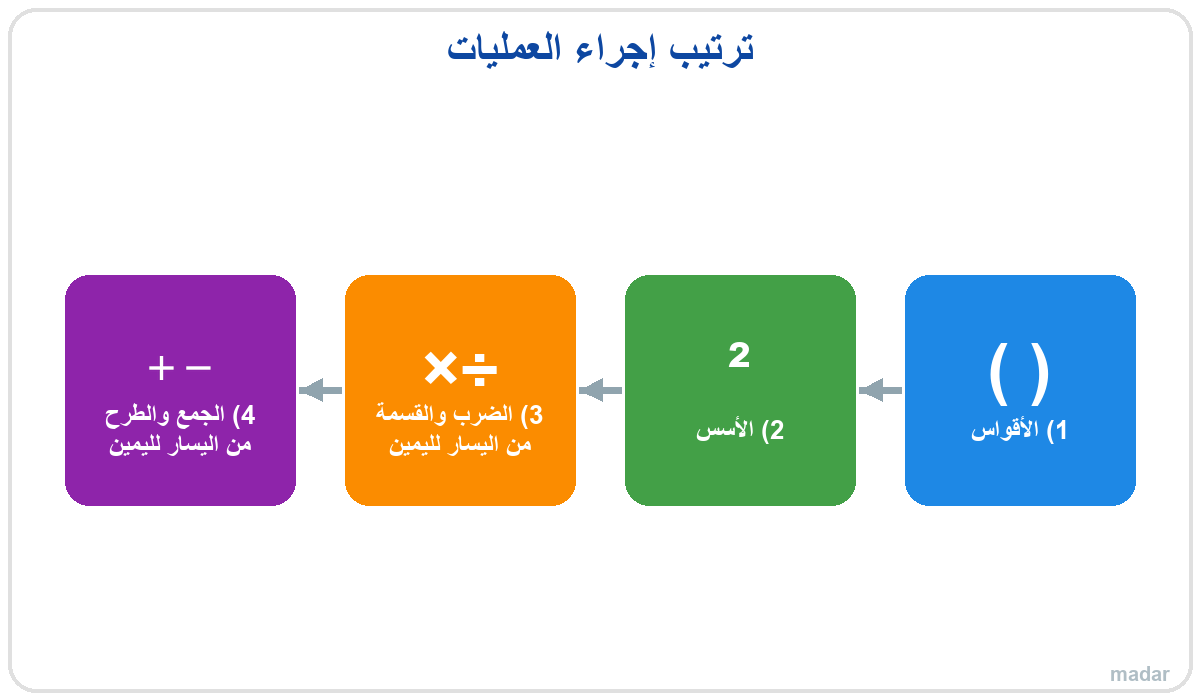 ترتيب إجراء العمليات
( )
1) الأقواس
²
2) الأسس
×÷
3) الضرب والقسمة
من اليسار لليمين
+ −
4) الجمع والطرح
من اليسار لليمين
madar